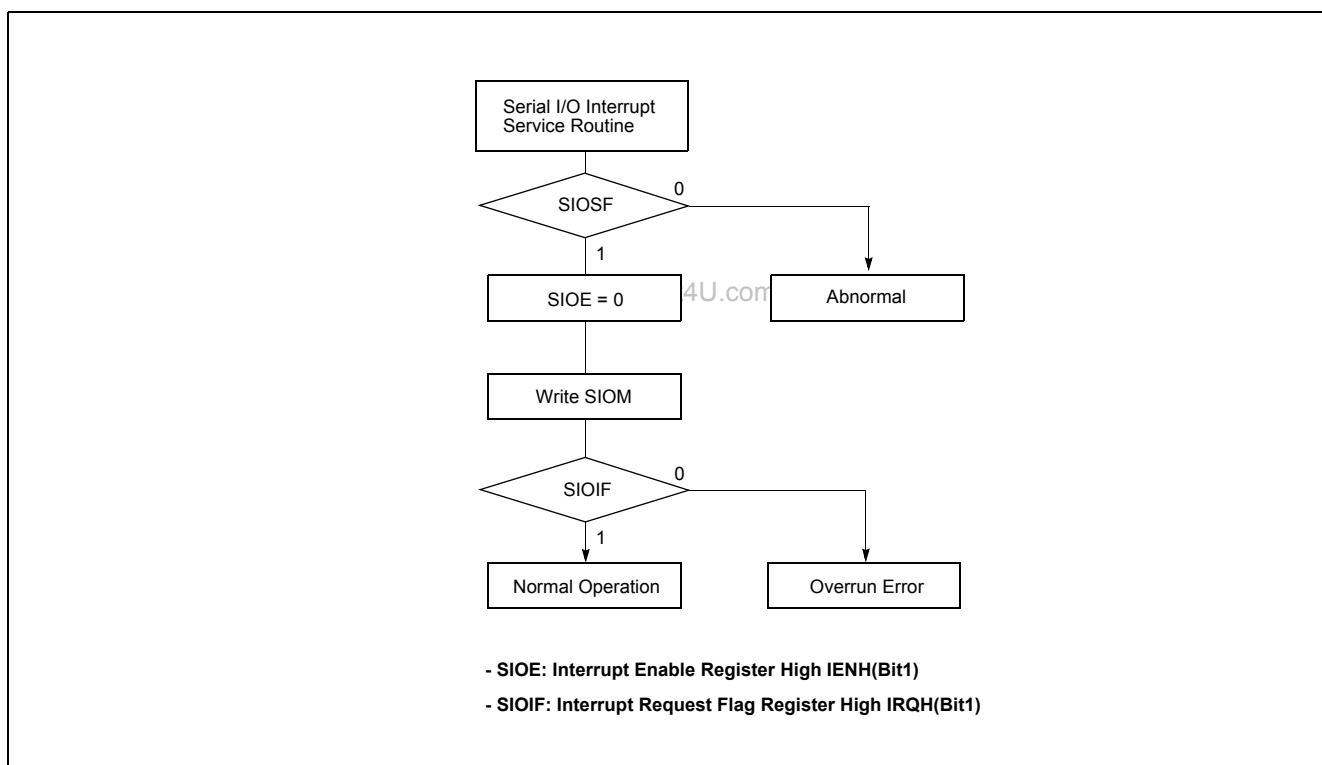 Serial I/O Interrupt
Service Routine
SIOSF
0
1
SIOE = 0
4U.com
Abnormal
Write SIOM
SIOIF
0
1
Normal Operation
Overrun Error
- SIOE: Interrupt Enable Register High IENH(Bit1)
- SIOIF: Interrupt Request Flag Register High IRQH(Bit1)